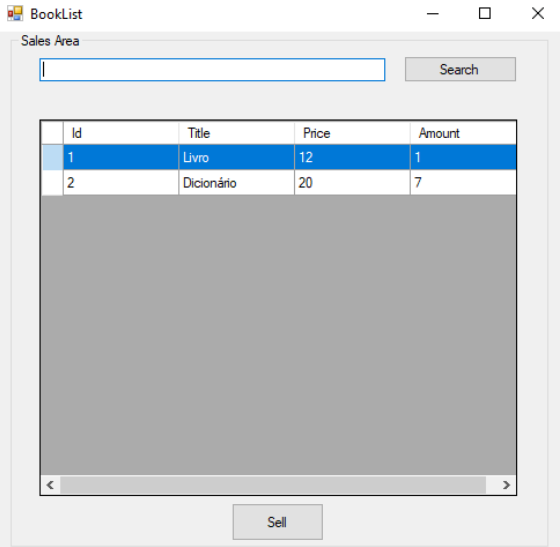 BookList
Sales Area
Search
Id Title Price Amount
1 Livro 12 1
2 Dicionário 20 7
Sell